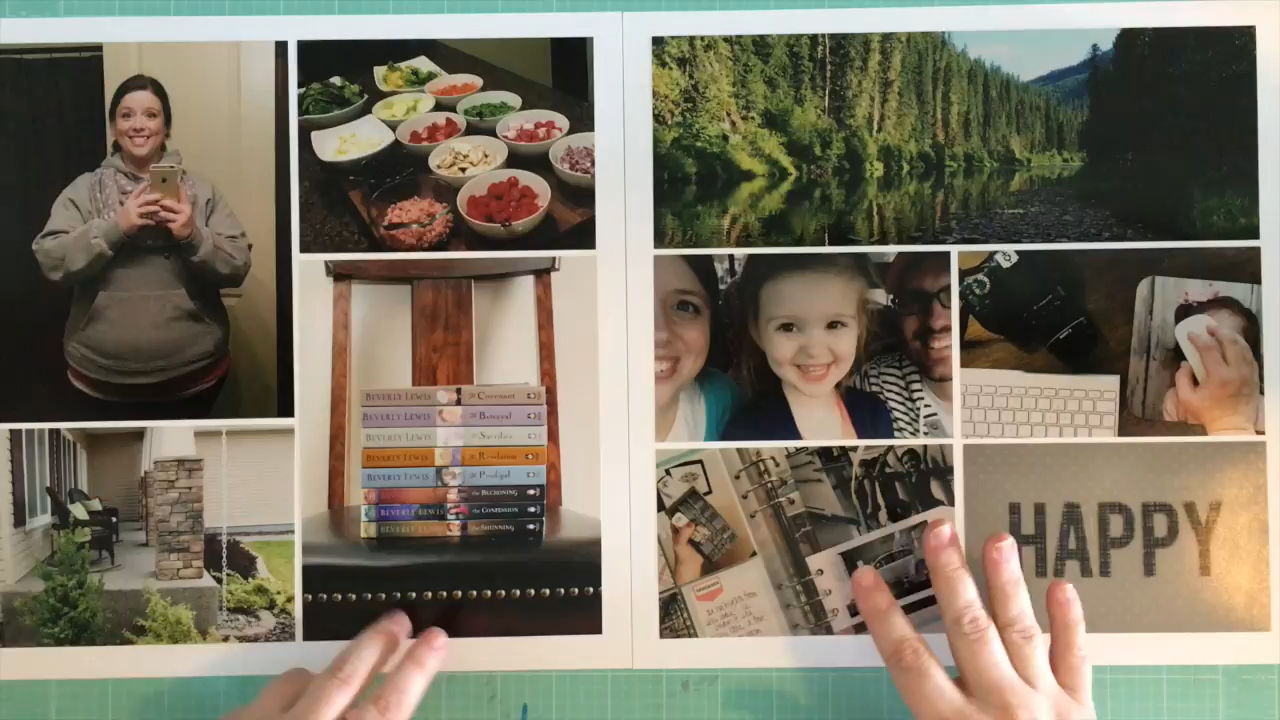 BEVERLY LEWIS The Covenant
BEVERLY LEWIS The Betrayal
BEVERLY LEWIS The Sacrifice
BEVERLY LEWIS The Revelation
BEVERLY LEWIS The Prodigal
the RECKONING
BEVERLY LEWIS the CONFESSION
BEVERLY LEWIS the SHUNNING
HAPPY